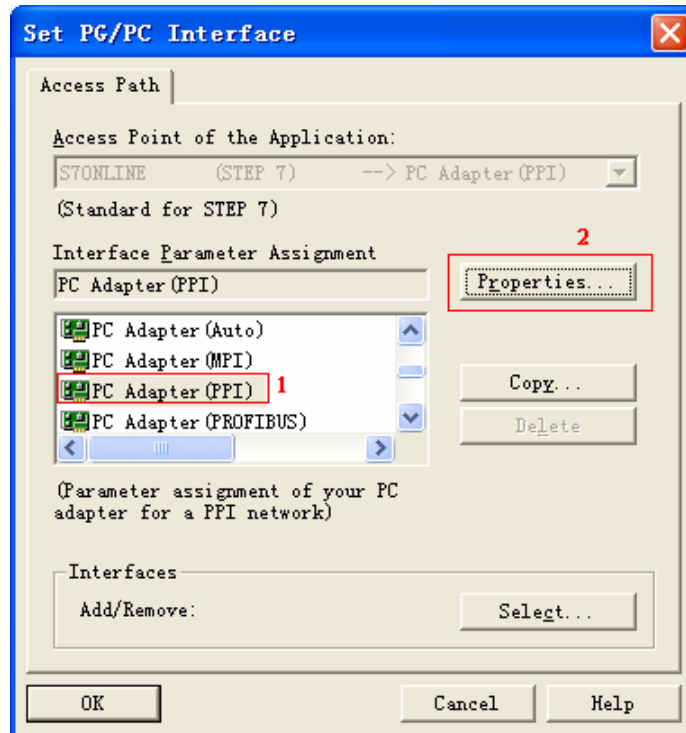 Set PG/PC Interface
Access Path
Access Point of the Application:
S7ONLINE (STEP 7) --> PC Adapter(PPI)
(Standard for STEP 7)
2
Interface Parameter Assignment
PC Adapter(PPI)
Properties...
PC Adapter(Auto)
PC Adapter(MPI)
PC Adapter(PPI) 1
PC Adapter(PROFIBUS)
Copy...
Delete
(Parameter assignment of your PC
adapter for a PPI network)
Interfaces
Add/Remove:
Select...
OK
Cancel
Help